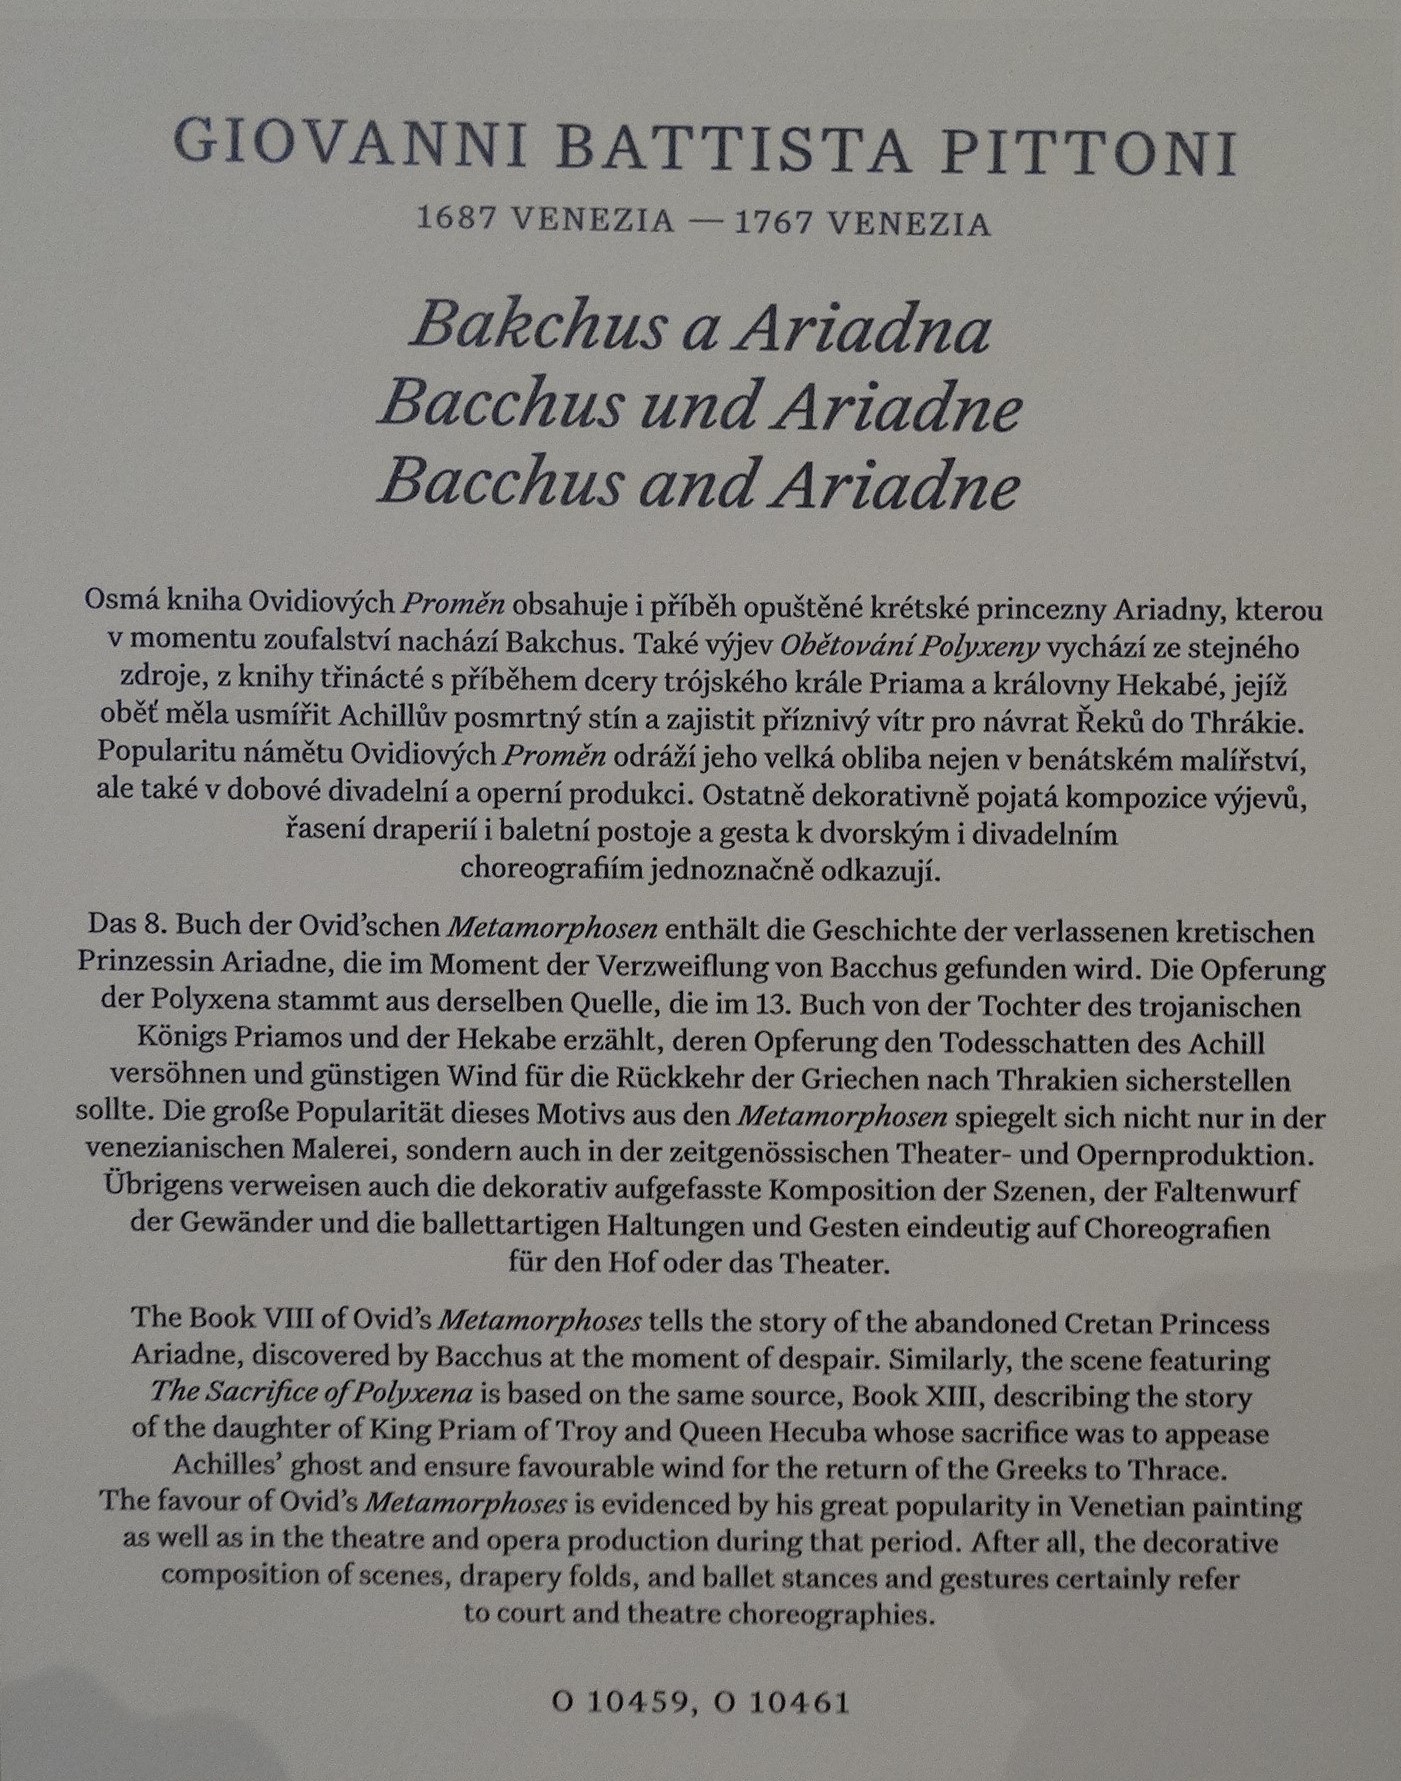 GIOVANNI BATTISTA PITTONI
1687 VENEZIA — 1767 VENEZIA
Bakchus a Ariadna
Bacchus und Ariadne
Bacchus and Ariadne
Osmá kniha Ovidiových Proměn obsahuje i příběh opuštěné krétské princezny Ariadny, kterou
v momentu zoufalství nachází Bakchus. Také výjev Obětování Polyxeny vychází ze stejného
zdroje, z knihy třinácté s příběhem dcery trójského krále Priama a královny Hekabé, jejíž
oběť měla usmířit Achillův posmrtný stín a zajistit příznivý vítr pro návrat Řeků do Thrákie.
Popularitu námětu Ovidiových Proměn odráží jeho velká obliba nejen v benátském malířství,
ale také v dobové divadelní a operní produkci. Ostatně dekorativně pojatá kompozice výjevů,
řasení draperií i baletní postoje a gesta k dvorským i divadelním
choreografiím jednoznačně odkazují.
Das 8. Buch der Ovid’schen Metamorphosen enthält die Geschichte der verlassenen kretischen
Prinzessin Ariadne, die im Moment der Verzweiflung von Bacchus gefunden wird. Die Opferung
der Polyxena stammt aus derselben Quelle, die im 13. Buch von der Tochter des trojanischen
Königs Priamos und der Hekabe erzählt, deren Opferung den Todesschatten des Achill
versöhnen und günstigen Wind für die Rückkehr der Griechen nach Thrakien sicherstellen
sollte. Die große Popularität dieses Motivs aus den Metamorphosen spiegelt sich nicht nur in der
venezianischen Malerei, sondern auch in der zeitgenössischen Theater- und Opernproduktion.
Übrigens verweisen auch die dekorativ aufgefasste Komposition der Szenen, der Faltenwurf
der Gewänder und die ballettartigen Haltungen und Gesten eindeutig auf Choreografien
für den Hof oder das Theater.
The Book VIII of Ovid’s Metamorphoses tells the story of the abandoned Cretan Princess
Ariadne, discovered by Bacchus at the moment of despair. Similarly, the scene featuring
The Sacrifice of Polyxena is based on the same source, Book XIII, describing the story
of the daughter of King Priam of Troy and Queen Hecuba whose sacrifice was to appease
Achilles’ ghost and ensure favourable wind for the return of the Greeks to Thrace.
The favour of Ovid’s Metamorphoses is evidenced by his great popularity in Venetian painting
as well as in the theatre and opera production during that period. After all, the decorative
composition of scenes, drapery folds, and ballet stances and gestures certainly refer
to court and theatre choreographies.
O 10459, O 10461